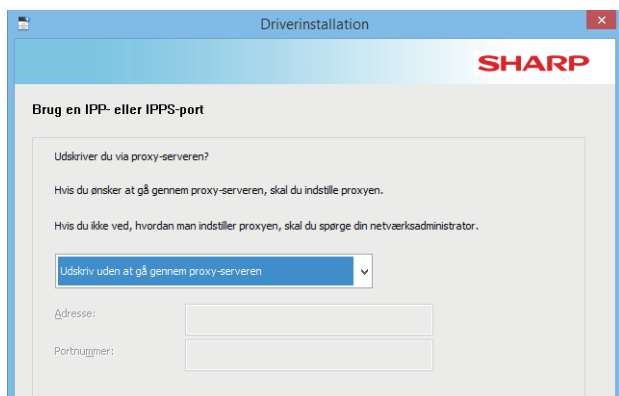 Driverinstallation
SHARP
Brug en IPP- eller IPPS-port
Udskriver du via proxy-serveren?
Hvis du ønsker at gå gennem proxy-serveren, skal du indstille proxyen.
Hvis du ikke ved, hvordan man indstiller proxyen, skal du spørge din netværksadministrator.
Udskriv uden at gå gennem proxy-serveren
Adresse:
Portnummer: